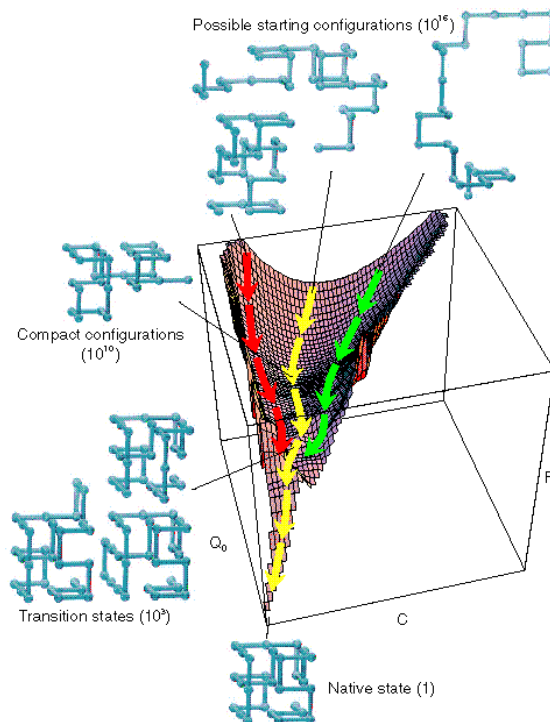 Possible starting configurations (10¹⁶)
Compact configurations
(10¹⁰)
F
Q₀
Transition states (10³)
C
Native state (1)